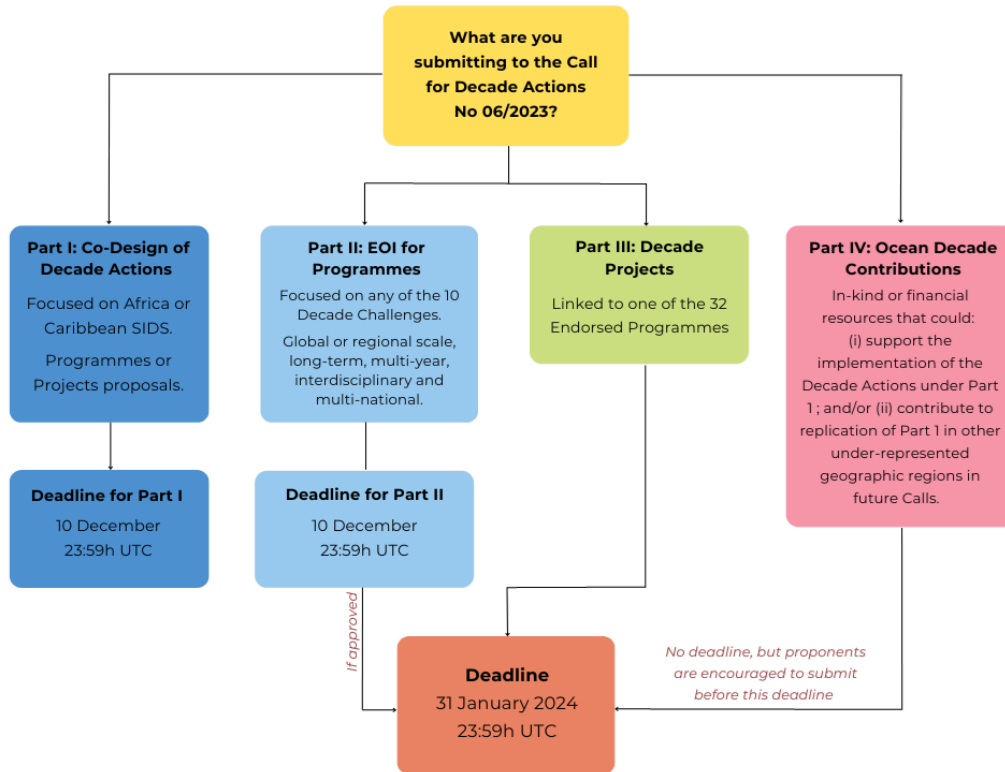 What are you
submitting to the Call
for Decade Actions
No 06/2023?
Part I: Co-Design of
Decade Actions
Focused on Africa or
Caribbean SIDS.
Programmes or
Projects proposals.
Part II: EOI for
Programmes
Focused on any of the 10
Decade Challenges.
Global or regional scale,
long-term, multi-year,
interdisciplinary and
multi-national.
Part III: Decade
Projects
Linked to one of the 32
Endorsed Programmes
Part IV: Ocean Decade
Contributions
In-kind or financial
resources that could:
(i) support the
implementation of the
Decade Actions under Part
1 ; and/or (ii) contribute to
replication of Part 1 in other
under-represented
geographic regions in
future Calls.
Deadline for Part I
10 December
23:59h UTC
Deadline for Part II
10 December
23:59h UTC
If approved
Deadline
31 January 2024
23:59h UTC
No deadline, but proponents
are encouraged to submit
before this deadline